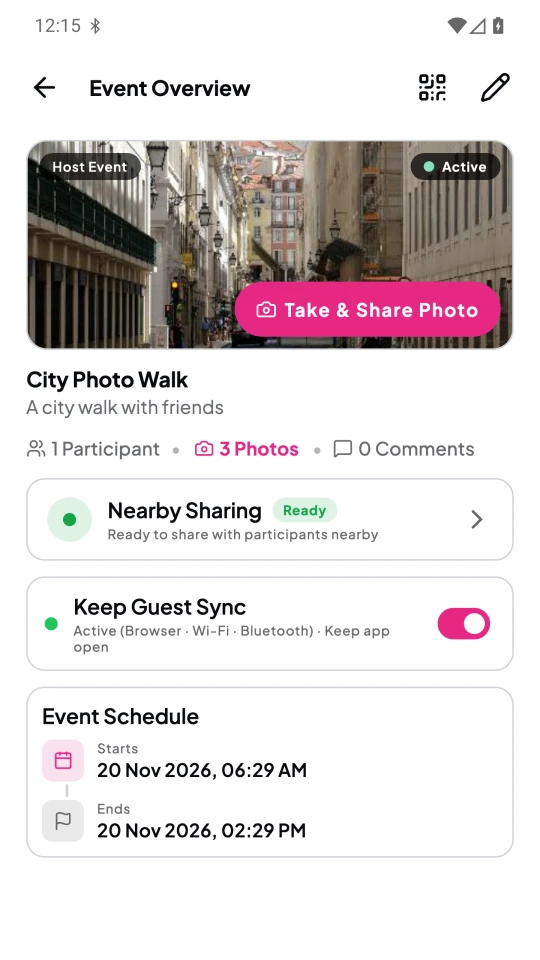 12:15
Event Overview
Host Event
Active
Take & Share Photo
City Photo Walk
A city walk with friends
1 Participant • 3 Photos • 0 Comments
Nearby Sharing Ready
Ready to share with participants nearby
Keep Guest Sync
Active (Browser · Wi-Fi · Bluetooth) · Keep app
open
Event Schedule
Starts
20 Nov 2026, 06:29 AM
Ends
20 Nov 2026, 02:29 PM